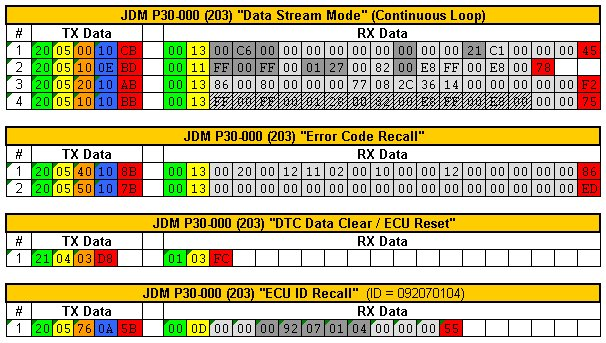 JDM P30-000 (203) "Data Stream Mode" (Continuous Loop)
# TX Data RX Data
1 20 05 00 10 CB 00 13 00 C6 00 00 00 00 00 00 00 00 00 21 C1 00 00 00 45
2 20 05 10 0E BD 00 11 FF 00 FF 00 01 27 00 82 00 E8 FF 00 E8 00 78
3 20 05 20 10 AB 00 13 86 00 80 00 00 00 77 08 2C 36 14 00 00 00 00 00 F2
4 20 05 10 10 BB 00 13 FF 00 FF 00 01 28 00 82 00 E8 FF 00 E8 00 00 00 75
JDM P30-000 (203) "Error Code Recall"
# TX Data RX Data
1 20 05 40 10 8B 00 13 00 20 00 12 11 02 00 10 00 00 12 00 00 00 00 00 86
2 20 05 50 10 7B 00 13 00 00 00 00 00 00 00 00 00 00 00 00 00 00 00 00 ED
JDM P30-000 (203) "DTC Data Clear / ECU Reset"
# TX Data RX Data
1 21 04 03 D8 01 03 FC
JDM P30-000 (203) "ECU ID Recall" (ID = 092070104)
# TX Data RX Data
1 20 05 76 0A 5B 00 0D 00 00 00 92 07 01 04 00 00 00 55